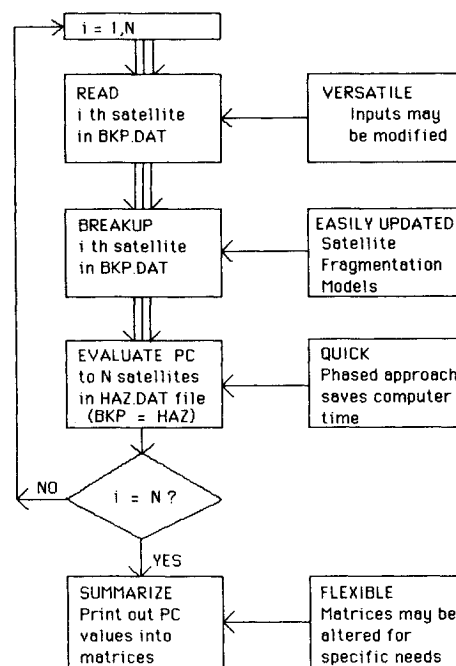 i = 1,N
READ
i th satellite
in BKP.DAT
VERSATILE
Inputs may
be modified
BREAKUP
i th satellite
in BKP.DAT
EASILY UPDATED
Satellite
Fragmentation
Models
EVALUATE PC
to N satellites
in HAZ.DAT file
(BKP = HAZ)
QUICK
Phased approach
saves computer
time
NO
i = N ?
YES
SUMMARIZE
Print out PC
values into
matrices
FLEXIBLE
Matrices may be
altered for
specific needs